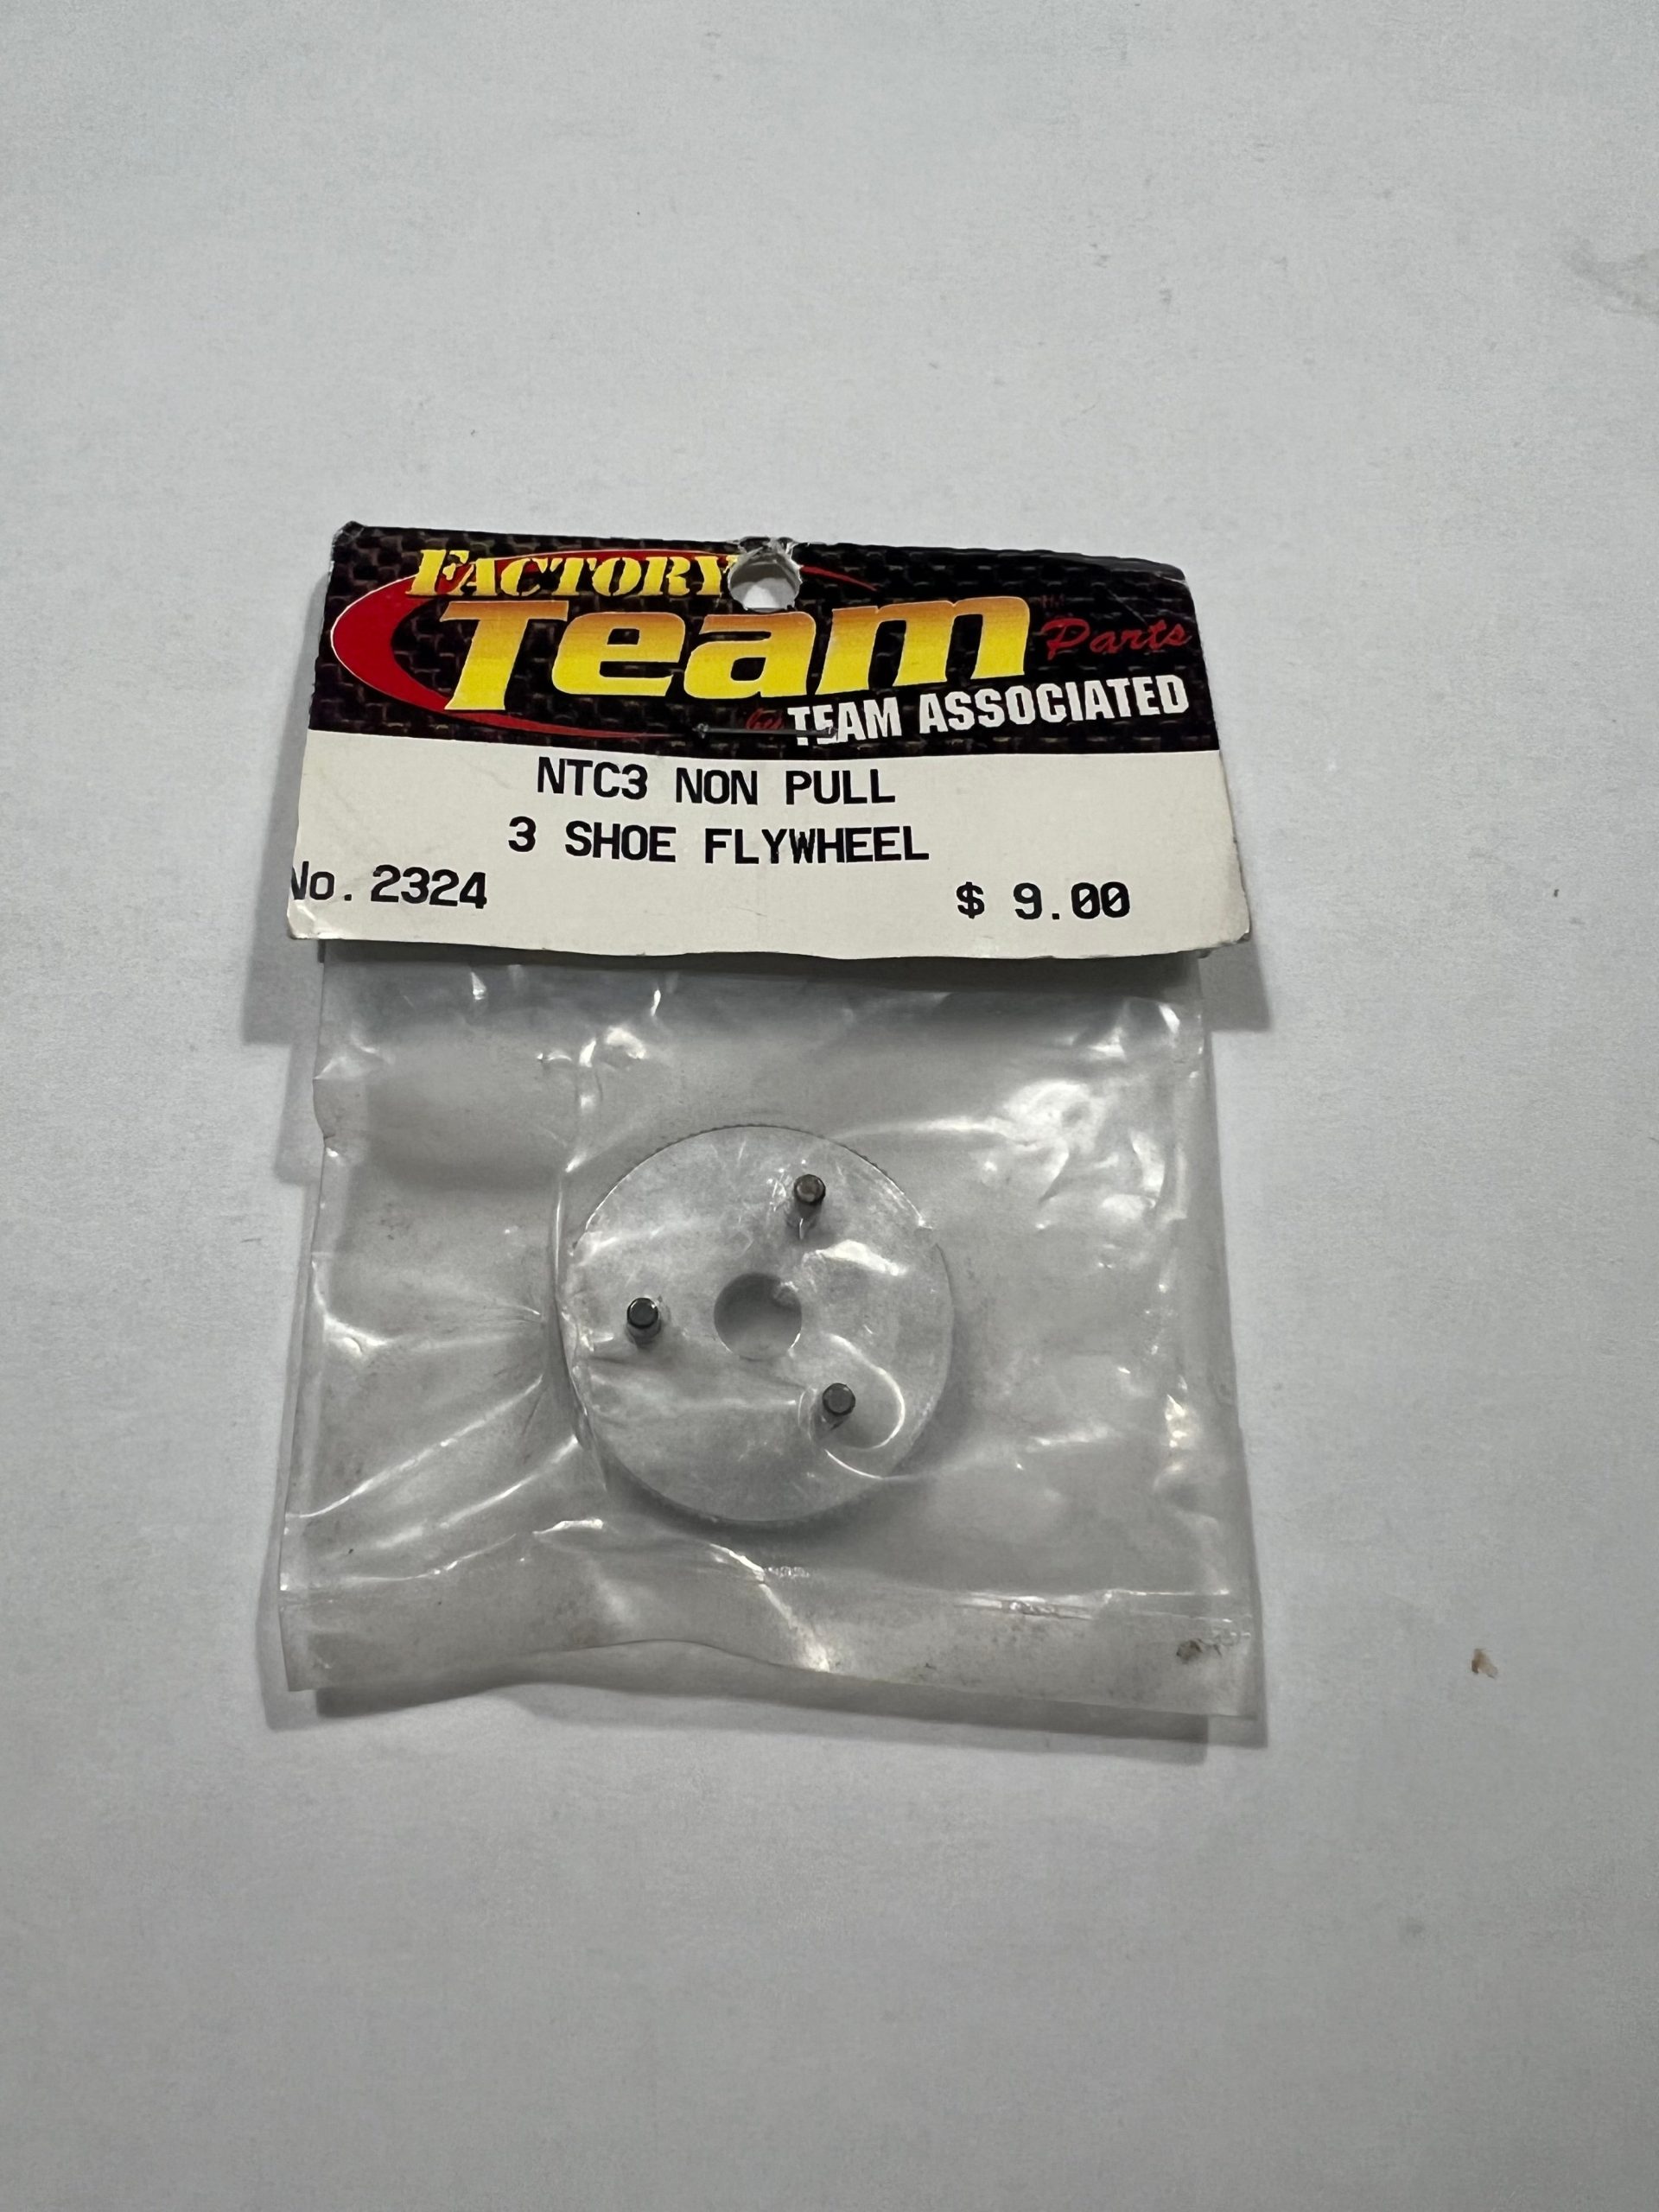 FACTORY
Team Parts
by TEAM ASSOCIATED
NTC3 NON PULL
3 SHOE FLYWHEEL
No. 2324 $ 9.00